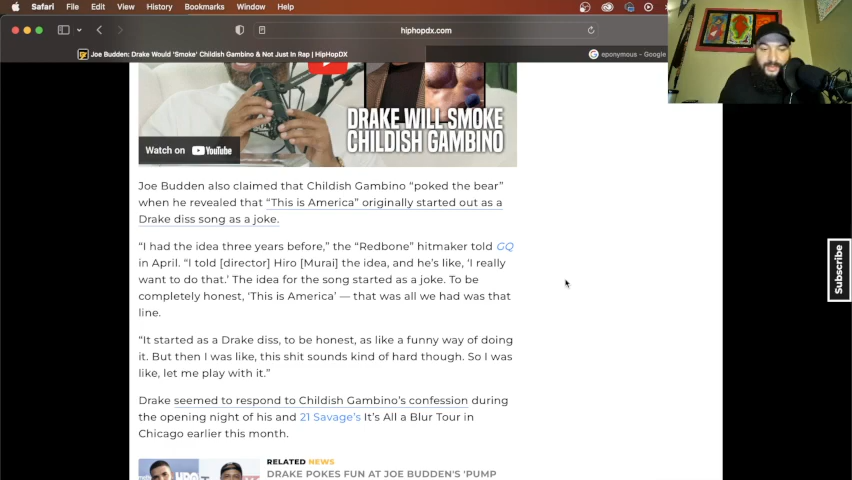 Safari File Edit View History Bookmarks Window Help
hiphopdx.com
Joe Budden: Drake Would 'Smoke' Childish Gambino & Not Just In Rap | HipHopDX
eponymous - Google
DRAKE WILL SMOKE
CHILDISH GAMBINO
Watch on YouTube
Joe Budden also claimed that Childish Gambino “poked the bear”
when he revealed that “This is America” originally started out as a
Drake diss song as a joke.
“I had the idea three years before,” the “Redbone” hitmaker told GQ
in April. “I told [director] Hiro [Murai] the idea, and he’s like, ‘I really
want to do that.’ The idea for the song started as a joke. To be
completely honest, ‘This is America’ — that was all we had was that
line.
“It started as a Drake diss, to be honest, as like a funny way of doing
it. But then I was like, this shit sounds kind of hard though. So I was
like, let me play with it.”
Drake seemed to respond to Childish Gambino’s confession during
the opening night of his and 21 Savage’s It’s All a Blur Tour in
Chicago earlier this month.
RELATED NEWS
DRAKE POKES FUN AT JOE BUDDEN'S 'PUMP
Subscribe